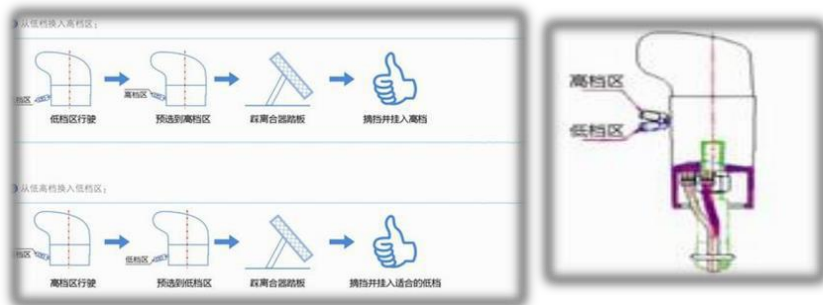 从低档换入高档区;
高档区
档区
低档区行驶
预选到高档区
踩离合器踏板
摘挡并挂入高档
从低高档换入低档区;
档区
低档区
高档区行驶
预选到低档区
踩离合器踏板
摘挡并挂入适合的低档
高档区
低档区